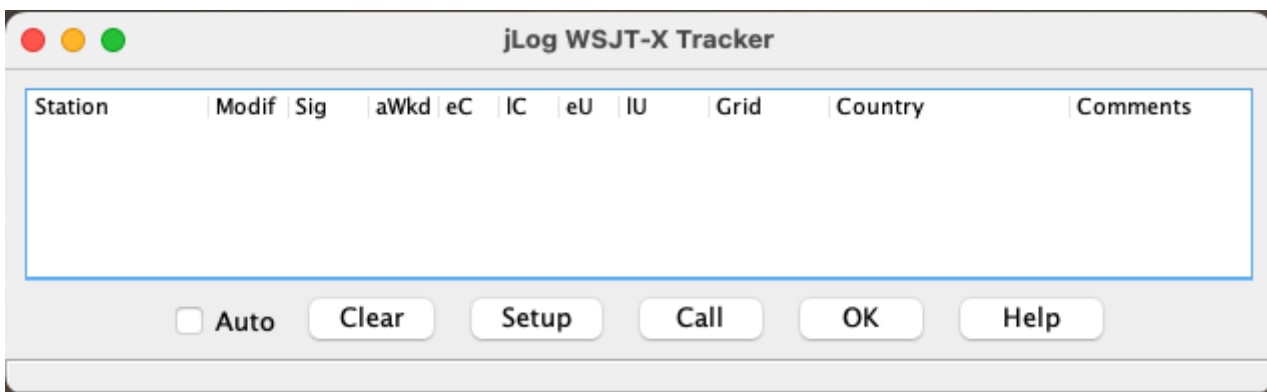 jLog WSJT-X Tracker
Station Modif Sig aWkd eC lC eU lU Grid Country Comments
Auto Clear Setup Call OK Help